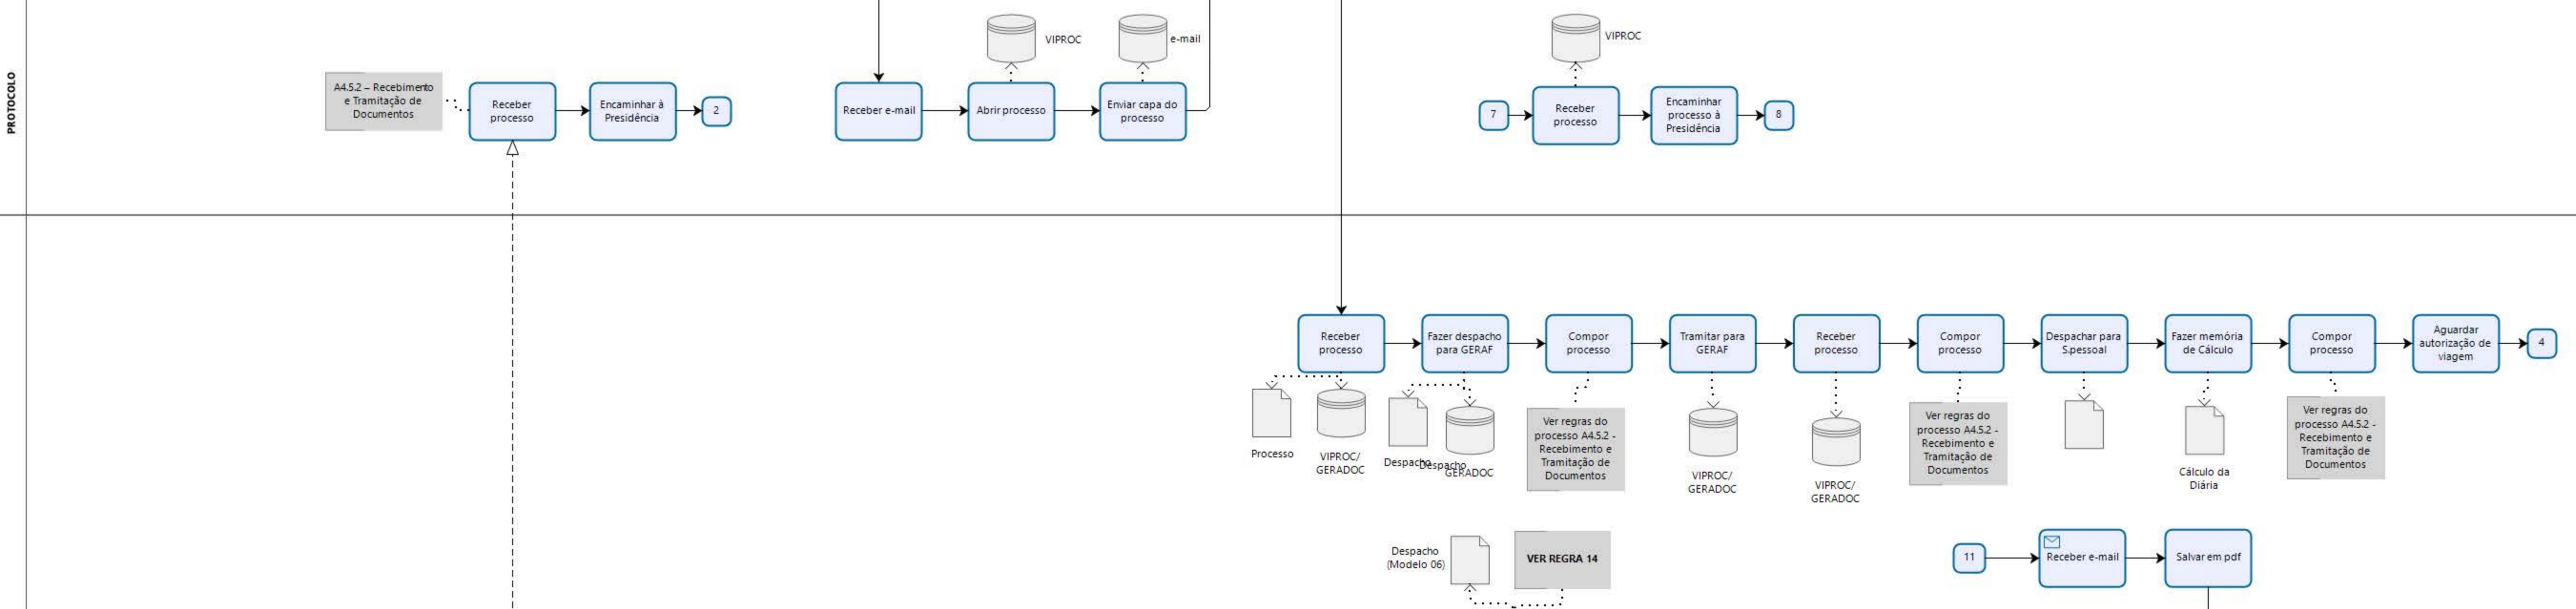 PROTOCOLO
A4.5.2 – Recebimento
e Tramitação de
Documentos
Receber
processo
Encaminhar à
Presidência
2
Receber e-mail
VIPROC
Abrir processo
e-mail
Enviar capa do
processo
VIPROC
7
Receber
processo
Encaminhar
processo à
Presidência
8
Receber
processo
Fazer despacho
para GERAF
Compor
processo
Tramitar para
GERAF
Receber
processo
Compor
processo
Despachar para
S.pessoal
Fazer memória
de Cálculo
Compor
processo
Aguardar
autorização de
viagem
4
Processo
VIPROC/
GERADOC
Despacho
Despacho
GERADOC
Ver regras do
processo A4.5.2 -
Recebimento e
Tramitação de
Documentos
VIPROC/
GERADOC
VIPROC/
GERADOC
Ver regras do
processo A4.5.2 -
Recebimento e
Tramitação de
Documentos
Cálculo da
Diária
Ver regras do
processo A4.5.2 -
Recebimento e
Tramitação de
Documentos
Despacho
(Modelo 06)
VER REGRA 14
11
Receber e-mail
Salvar em pdf